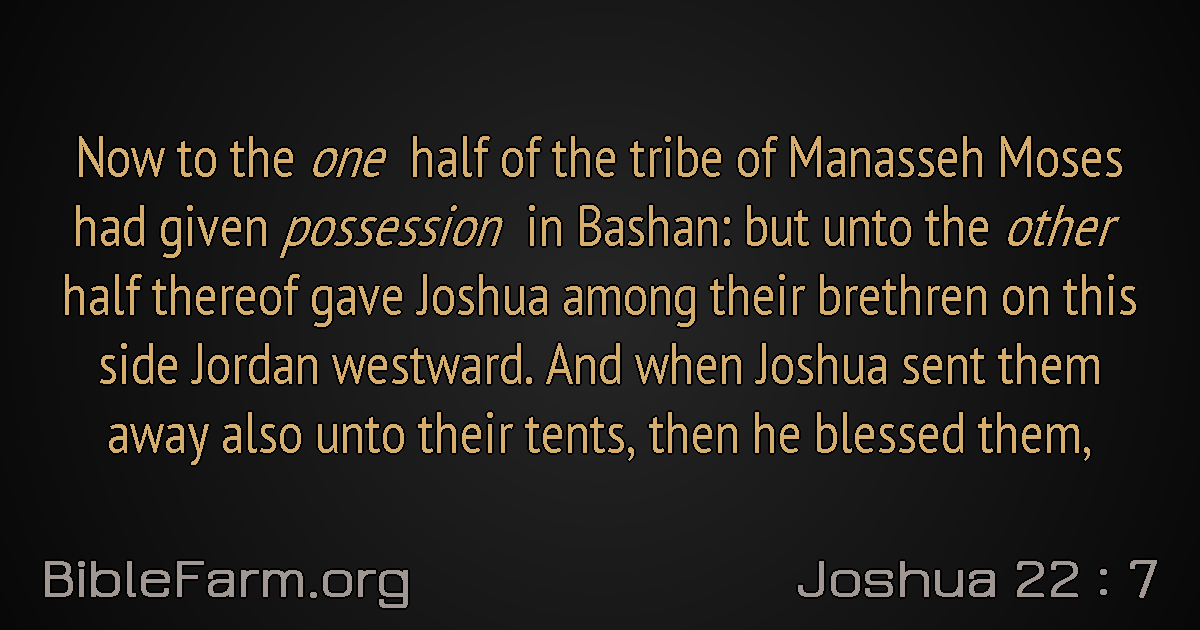 Now to the one half of the tribe of Manasseh Moses
had given possession in Bashan: but unto the other
half thereof gave Joshua among their brethren on this
side Jordan westward. And when Joshua sent them
away also unto their tents, then he blessed them,
BibleFarm.org
Joshua 22 : 7